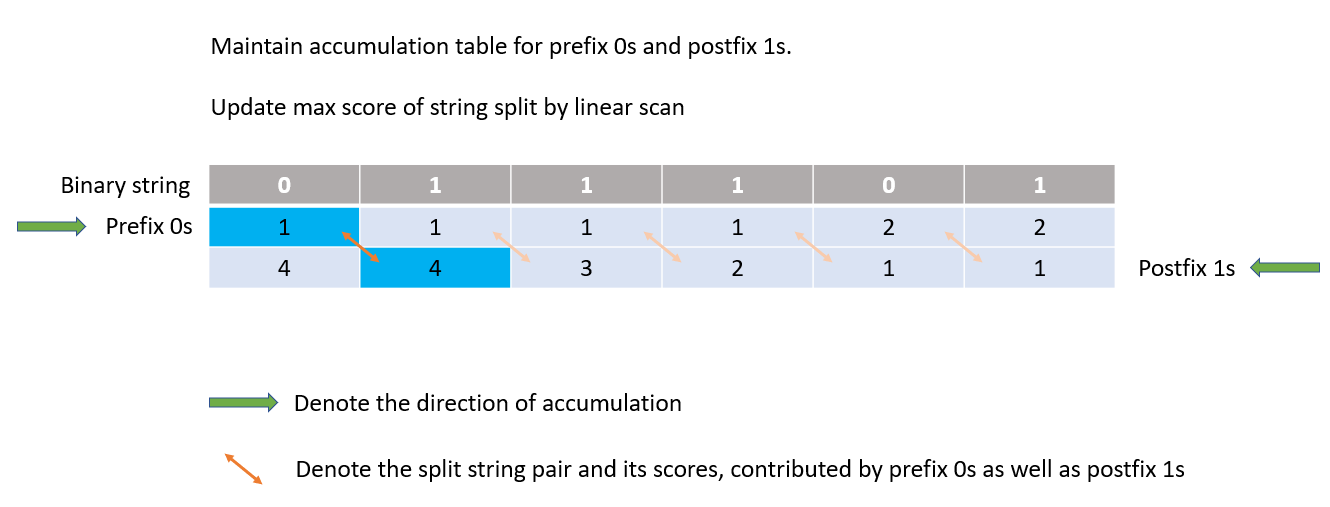 Maintain accumulation table for prefix 0s and postfix 1s.
Update max score of string split by linear scan
Binary string 0 1 1 1 0 1
Prefix 0s 1 1 1 1 2 2
4 4 3 2 1 1 Postfix 1s
Denote the direction of accumulation
Denote the split string pair and its scores, contributed by prefix 0s as well as postfix 1s